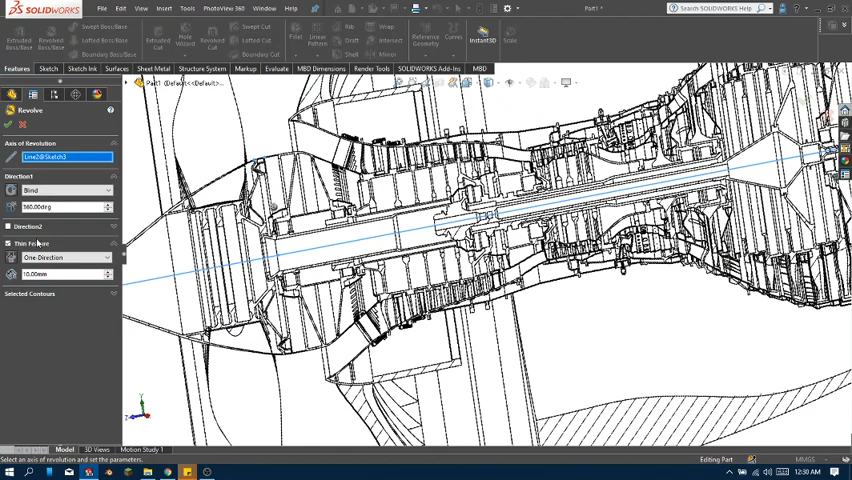 SOLIDWORKS File Edit View Insert Tools PhotoView 360 Window Help Part1 *
Extruded Boss/Base
Revolved Boss/Base
Swept Boss/Base
Lofted Boss/Base
Boundary Boss/Base
Extruded Cut
Hole Wizard
Revolved Cut
Swept Cut
Lofted Cut
Boundary Cut
Fillet
Linear Pattern
Rib
Draft
Shell
Wrap
Intersect
Mirror
Reference Geometry
Curves
Instant3D
Scale
Features Sketch Sketch Ink Surfaces Sheet Metal Structure System Markup Evaluate MBD Dimensions Render Tools SOLIDWORKS Add-Ins MBD
Part1 (Default<<Default>...
Revolve
Axis of Revolution
Line2@Sketch3
Direction1
Blind
360.00deg
Direction2
Thin Feature
One-Direction
10.00mm
Selected Contours
Y
Z
Model 3D Views Motion Study 1
Select an axis of revolution and set the parameters.
Editing Part
MMGS
12:30 AM